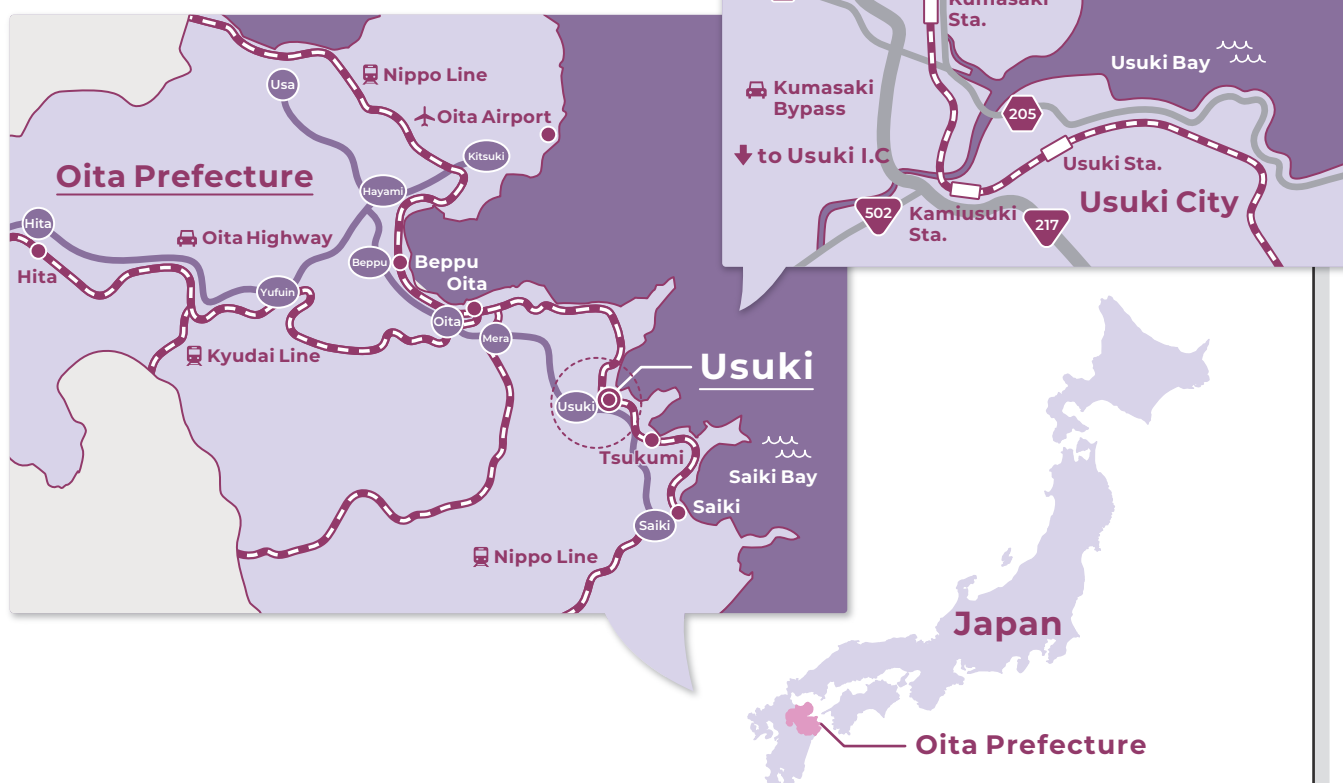 Usa
Nippo Line
Oita Airport
Kitsuki
Oita Prefecture
Hayami
Hita
Hita
Oita Highway
Beppu
Beppu
Oita
Yufuin
Oita
Mera
Kyudai Line
Usuki
Usuki
Tsukumi
Saiki Bay
Saiki
Saiki
Nippo Line
Kumasaki
Sta.
Usuki Bay
Kumasaki
Bypass
205
to Usuki I.C
Usuki Sta.
Usuki City
502
Kamiusuki
Sta.
217
Japan
Oita Prefecture